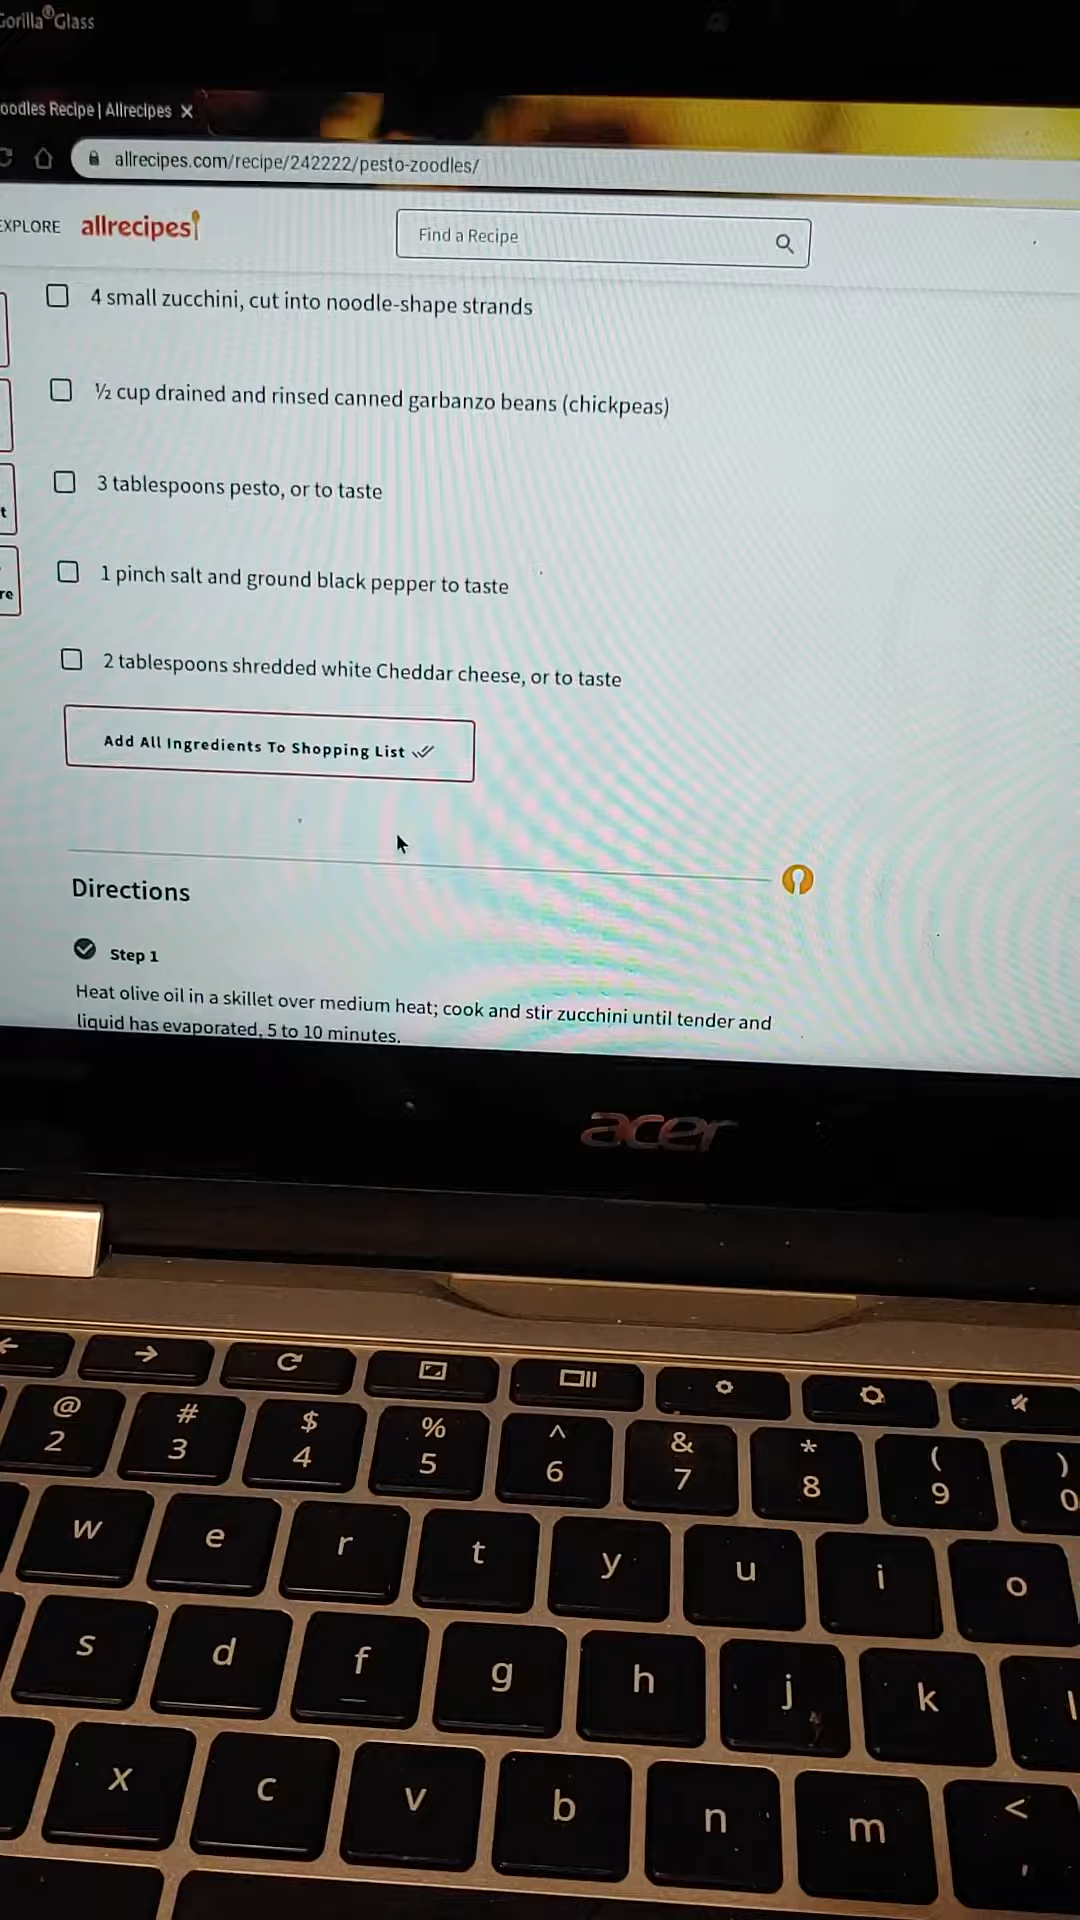 Gorilla®Glass
oodles Recipe | Allrecipes ×
allrecipes.com/recipe/242222/pesto-zoodles/
EXPLORE allrecipes
Find a Recipe
4 small zucchini, cut into noodle-shape strands
½ cup drained and rinsed canned garbanzo beans (chickpeas)
3 tablespoons pesto, or to taste
t
1 pinch salt and ground black pepper to taste
re
2 tablespoons shredded white Cheddar cheese, or to taste
Add All Ingredients To Shopping List
Directions
Step 1
Heat olive oil in a skillet over medium heat; cook and stir zucchini until tender and
liquid has evaporated, 5 to 10 minutes.
acer
@ # $ % ^ & * ( )
2 3 4 5 6 7 8 9 0
w e r t y u i o
s d f g h j k l
x c v b n m <
,